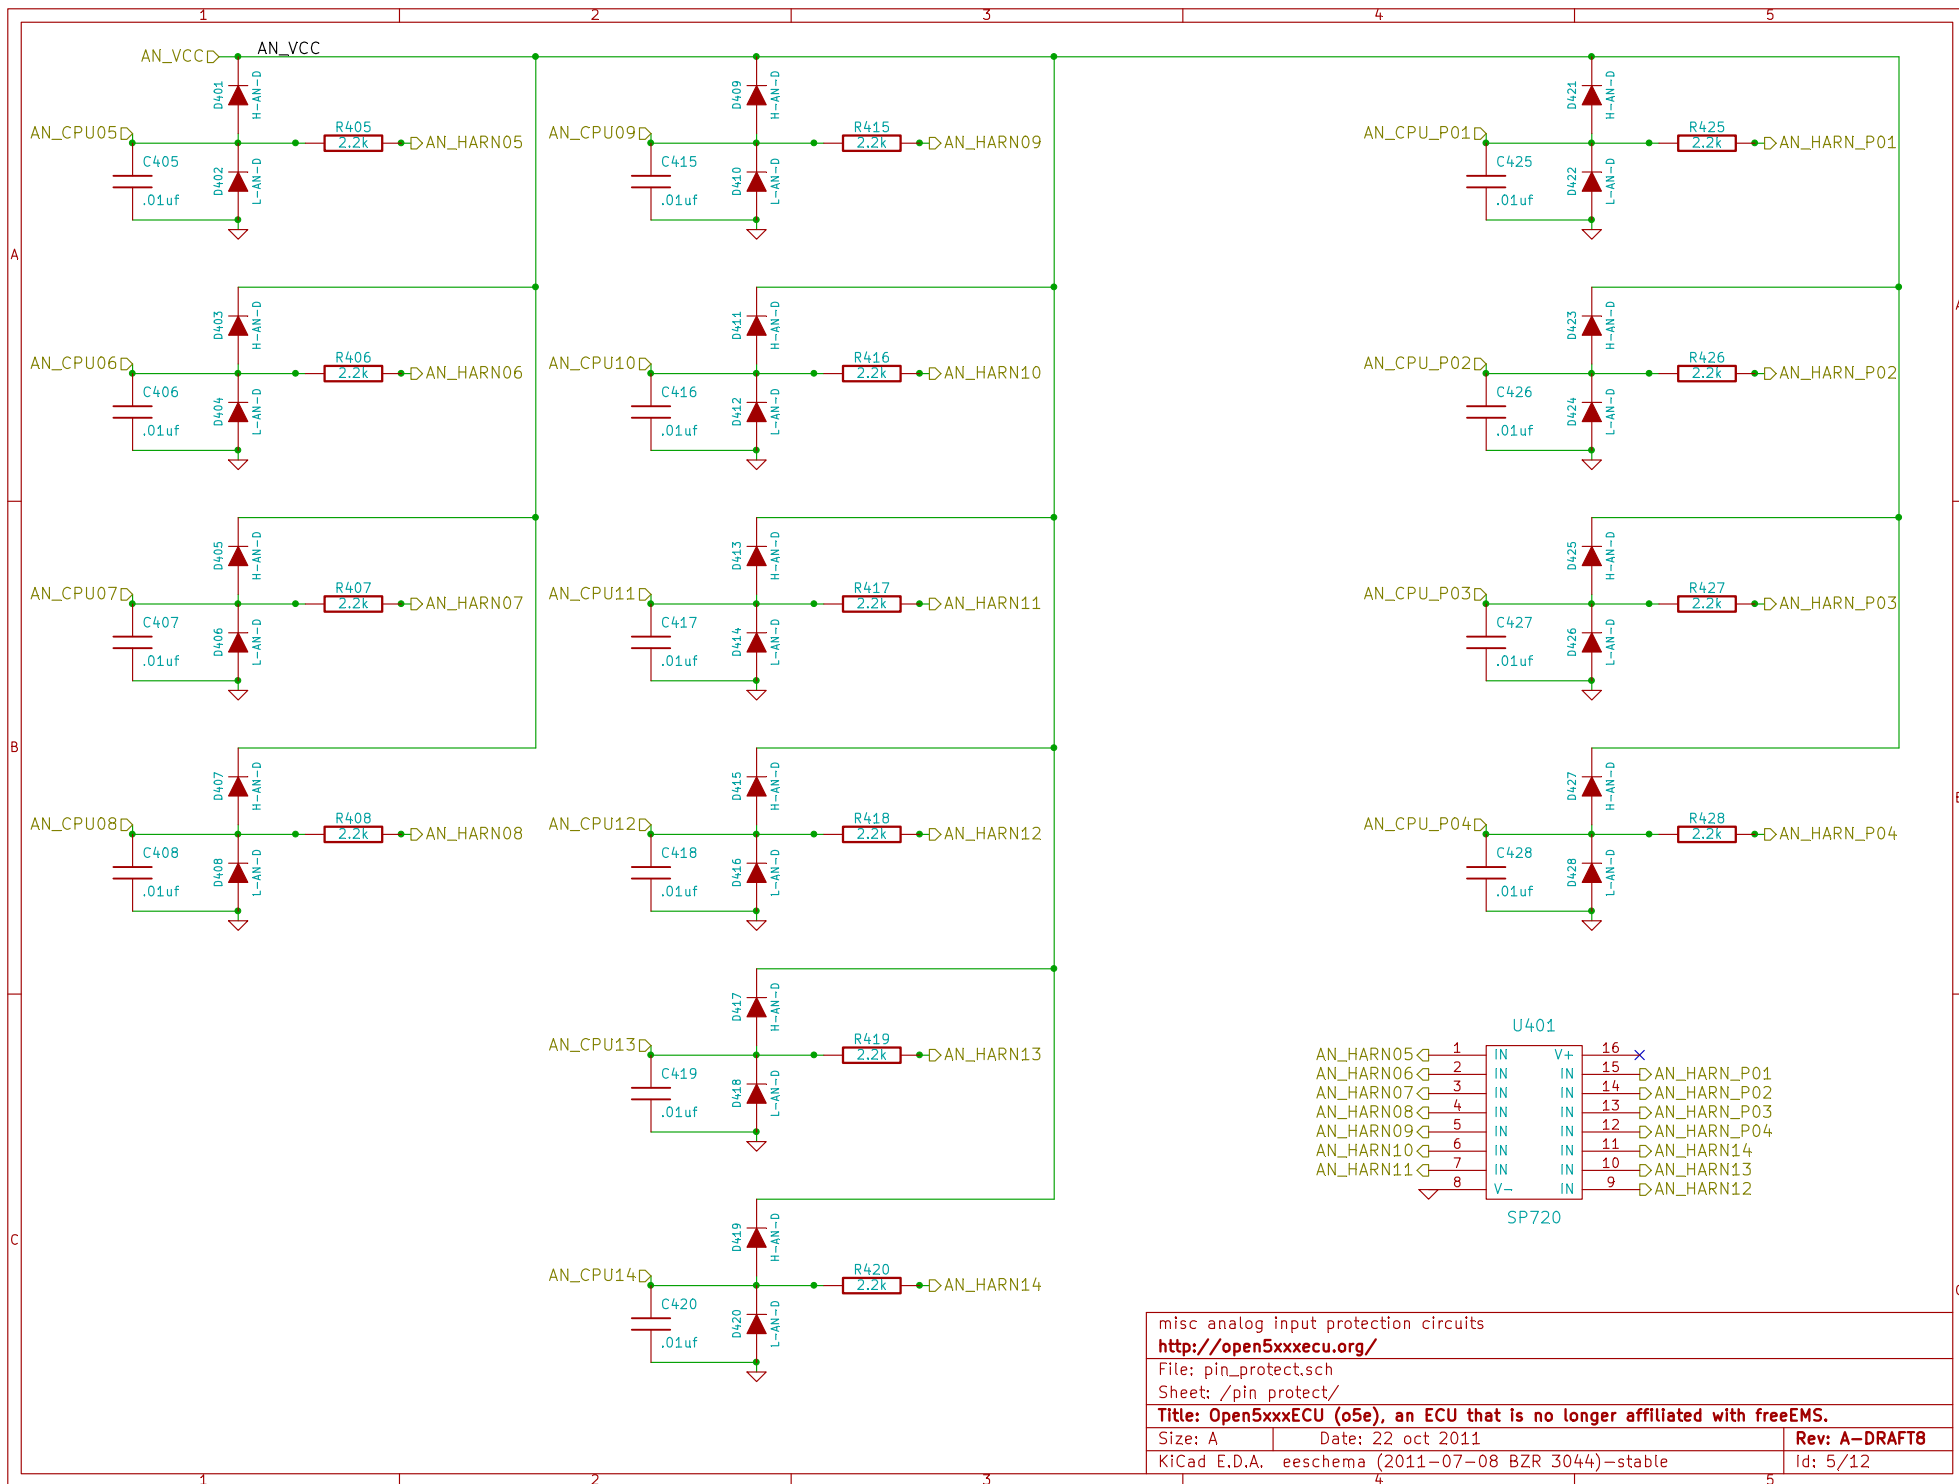 1 2 3 4 5
AN_VCC AN_VCC
D401 H-AN-D D409 H-AN-D D421 H-AN-D
AN_CPU05 R405 AN_HARN05 AN_CPU09 R415 AN_HARN09 AN_CPU_P01 R425 AN_HARN_P01
2.2k 2.2k 2.2k
C405 D402 L-AN-D C415 D410 L-AN-D C425 D422 L-AN-D
.01uf .01uf .01uf
A
A
D403 H-AN-D D411 H-AN-D D423 H-AN-D
AN_CPU06 R406 AN_HARN06 AN_CPU10 R416 AN_HARN10 AN_CPU_P02 R426 AN_HARN_P02
2.2k 2.2k 2.2k
C406 D404 L-AN-D C416 D412 L-AN-D C426 D424 L-AN-D
.01uf .01uf .01uf
D405 H-AN-D D413 H-AN-D D425 H-AN-D
AN_CPU07 R407 AN_HARN07 AN_CPU11 R417 AN_HARN11 AN_CPU_P03 R427 AN_HARN_P03
2.2k 2.2k 2.2k
C407 D406 L-AN-D C417 D414 L-AN-D C427 D426 L-AN-D
.01uf .01uf .01uf
B
D407 H-AN-D D415 H-AN-D D427 H-AN-D
AN_CPU08 R408 AN_HARN08 AN_CPU12 R418 AN_HARN12 AN_CPU_P04 R428 AN_HARN_P04
2.2k 2.2k 2.2k
C408 D408 L-AN-D C418 D416 L-AN-D C428 D428 L-AN-D
.01uf .01uf .01uf
D417 H-AN-D
AN_CPU13 R419 AN_HARN13
2.2k
C419 D418 L-AN-D
.01uf
U401
AN_HARN05 1 IN V+ 16
AN_HARN06 2 IN IN 15 AN_HARN_P01
AN_HARN07 3 IN IN 14 AN_HARN_P02
AN_HARN08 4 IN IN 13 AN_HARN_P03
AN_HARN09 5 IN IN 12 AN_HARN_P04
AN_HARN10 6 IN IN 11 AN_HARN14
AN_HARN11 7 IN IN 10 AN_HARN13
8 V- IN 9 AN_HARN12
SP720
C
D419 H-AN-D
AN_CPU14 R420 AN_HARN14
2.2k
C420 D420 L-AN-D
.01uf
misc analog input protection circuits
http://open5xxxecu.org/
File: pin_protect.sch
Sheet: /pin protect/
Title: Open5xxxECU (o5e), an ECU that is no longer affiliated with freeEMS.
Size: A Date: 22 oct 2011 Rev: A-DRAFT8
KiCad E.D.A. eeschema (2011-07-08 BZR 3044)-stable Id: 5/12
1 2 3 4 5